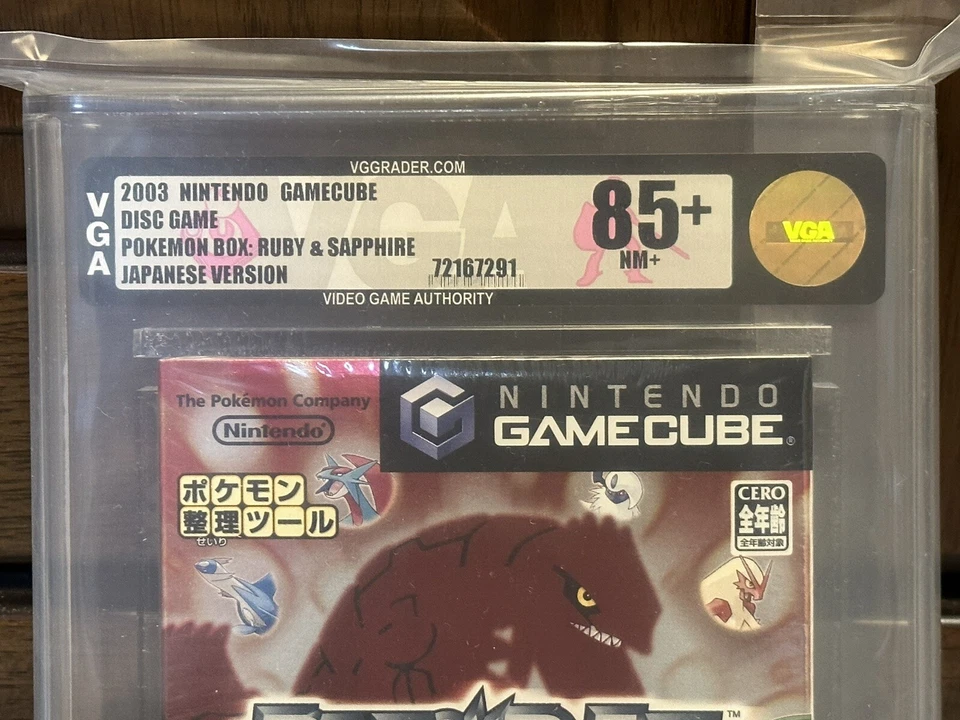 VGGRADER.COM
VGA
2003 NINTENDO GAMECUBE
DISC GAME
POKEMON BOX: RUBY & SAPPHIRE
JAPANESE VERSION
72167291
85+
NM+
VGA
VIDEO GAME AUTHORITY
The Pokémon Company
Nintendo®
NINTENDO
GAMECUBE®
ポケモン
整理ツール
せいり
CERO
全年齢
全年齢対象
TM